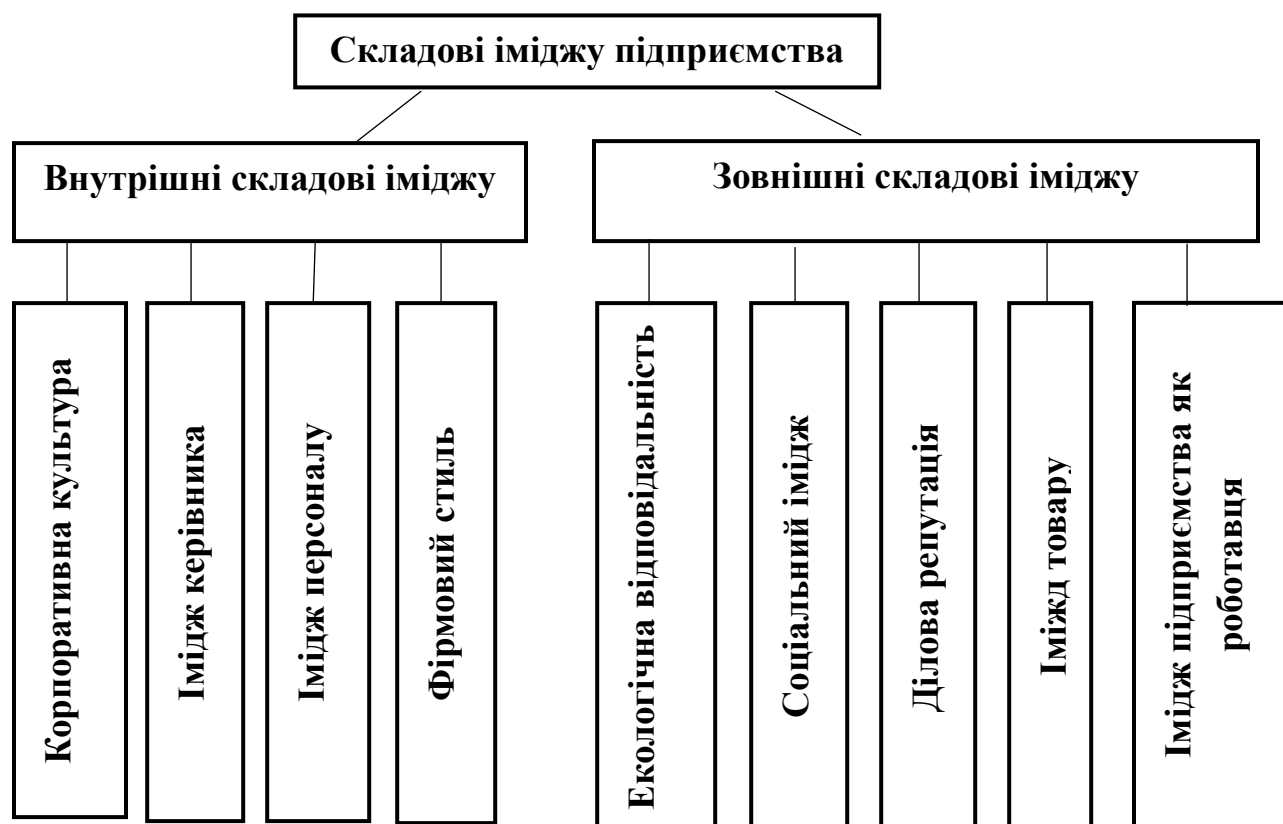 Складові іміджу підприємства
Внутрішні складові іміджу
Зовнішні складові іміджу
Корпоративна культура
Імідж керівника
Імідж персоналу
Фірмовий стиль
Екологічна відповідальність
Соціальний імідж
Ділова репутація
Іміжд товару
Імідж підприємства як
роботавця